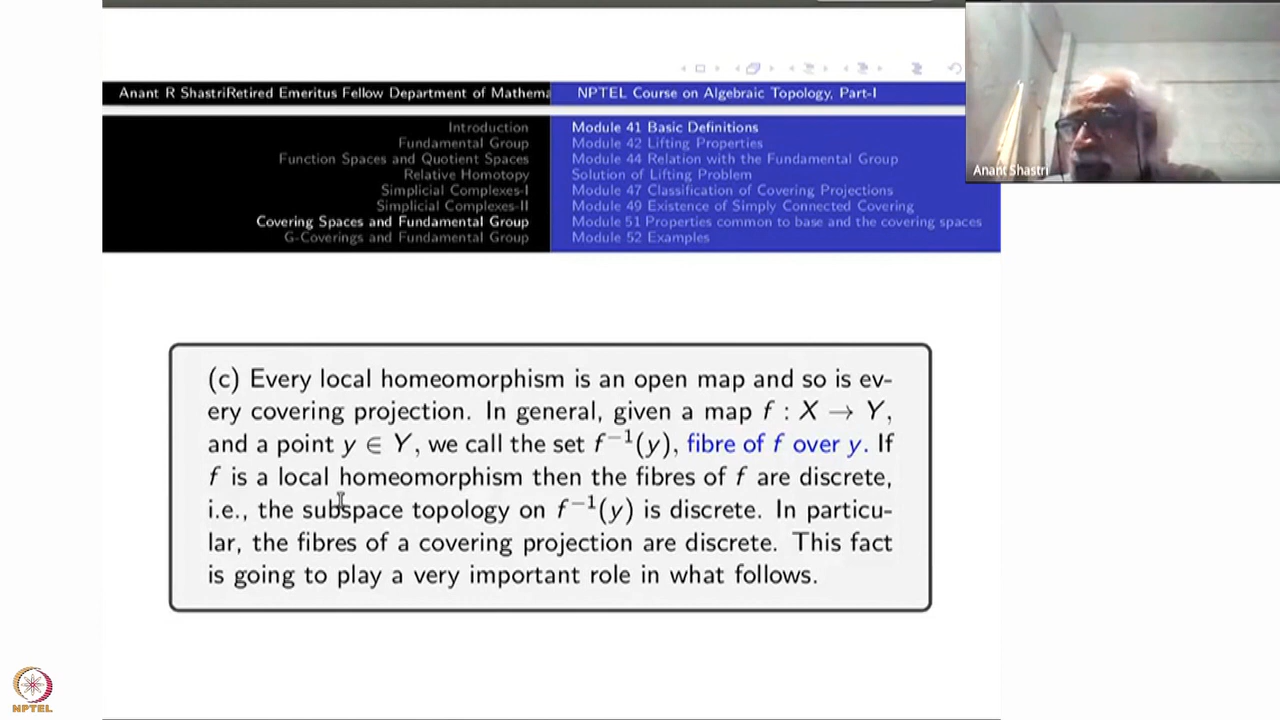 Anant R ShastriRetired Emeritus Fellow Department of Mathema
NPTEL Course on Algebraic Topology, Part-I
Introduction
Fundamental Group
Function Spaces and Quotient Spaces
Relative Homotopy
Simplicial Complexes-I
Simplicial Complexes-II
Covering Spaces and Fundamental Group
G-Coverings and Fundamental Group
Module 41 Basic Definitions
Module 42 Lifting Properties
Module 44 Relation with the Fundamental Group
Solution of Lifting Problem
Module 47 Classification of Covering Projections
Module 49 Existence of Simply Connected Covering
Module 51 Properties common to base and the covering spaces
Module 52 Examples
Anant Shastri
(c) Every local homeomorphism is an open map and so is ev-
ery covering projection. In general, given a map f : X → Y,
and a point y ∈ Y, we call the set f⁻¹(y), fibre of f over y. If
f is a local homeomorphism then the fibres of f are discrete,
i.e., the subspace topology on f⁻¹(y) is discrete. In particu-
lar, the fibres of a covering projection are discrete. This fact
is going to play a very important role in what follows.
NPTEL